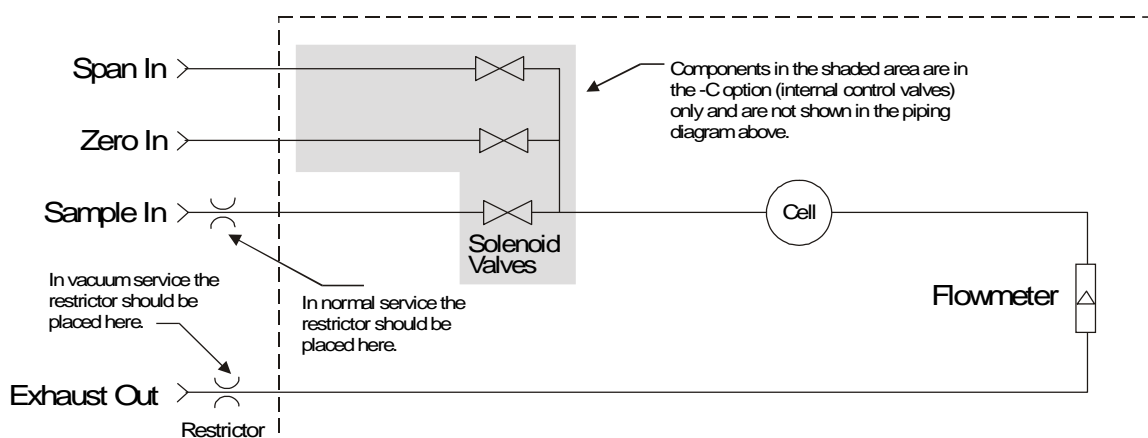 Span In
Components in the shaded area are in
the -C option (internal control valves)
only and are not shown in the piping
diagram above.
Zero In
Sample In
Cell
Solenoid
Valves
In vacuum service the
restrictor should be
placed here.
In normal service the
restrictor should be
placed here.
Flowmeter
Exhaust Out
Restrictor